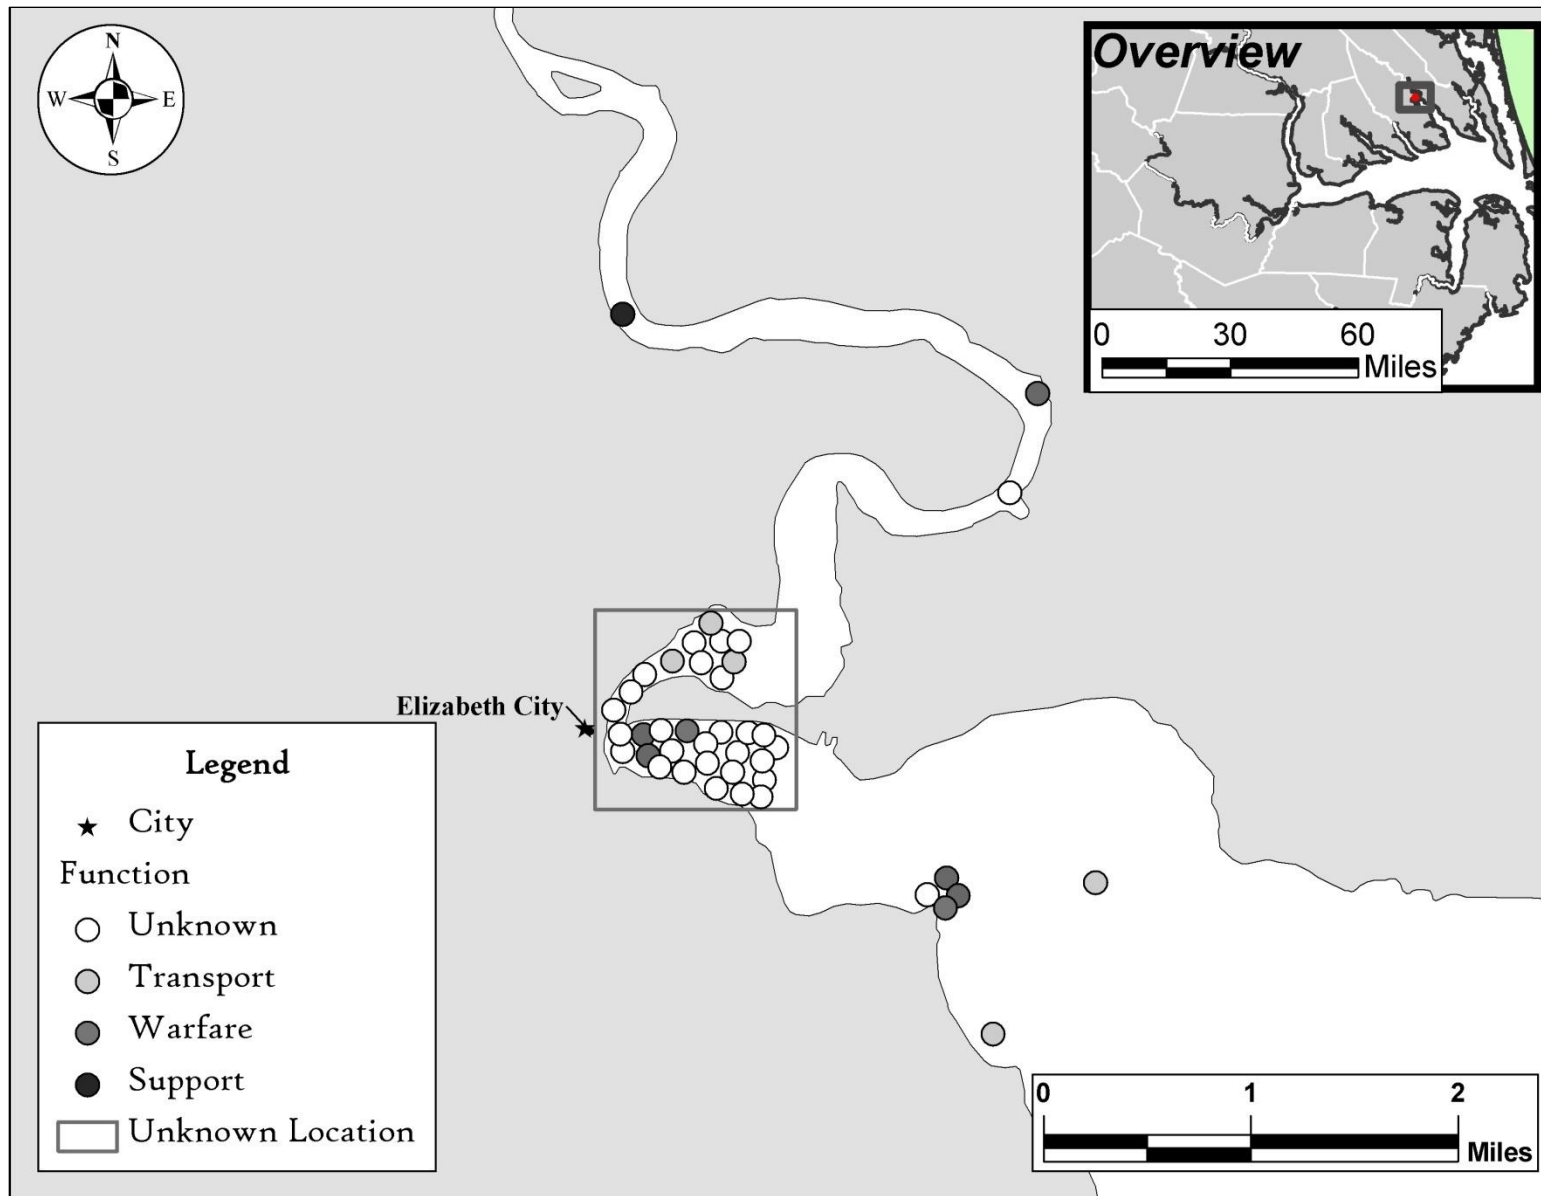 N
W E
S
Overview
0 30 60
Miles
Elizabeth City
Legend
City
Function
Unknown
Transport
Warfare
Support
Unknown Location
0 1 2
Miles